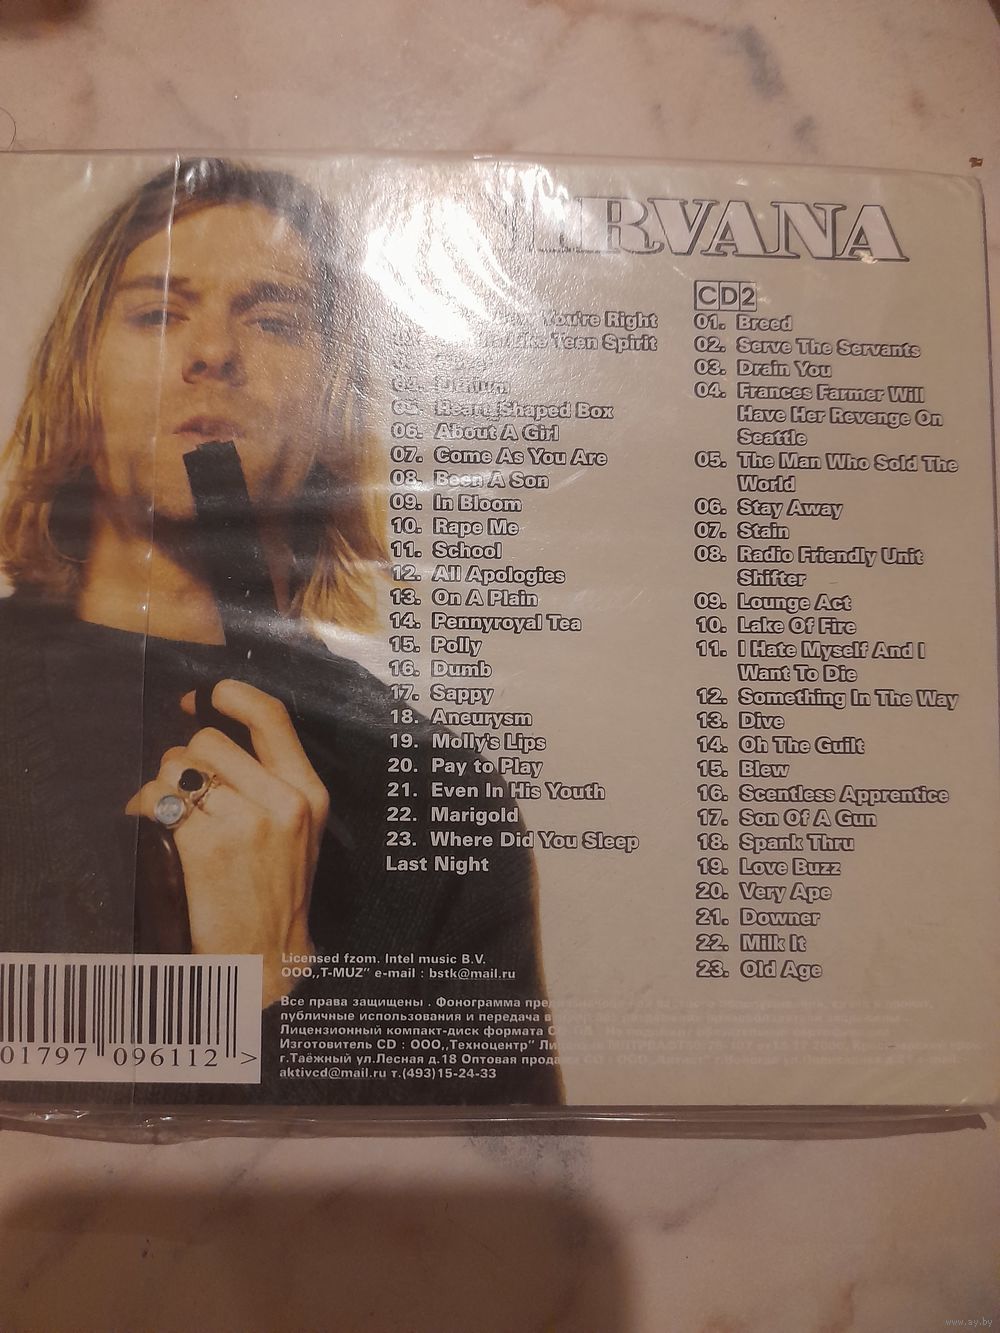 NIRVANA
You're Right
Like Teen Spirit
04. Lithium
05. Heart Shaped Box
06. About A Girl
07. Come As You Are
08. Been A Son
09. In Bloom
10. Rape Me
11. School
12. All Apologies
13. On A Plain
14. Pennyroyal Tea
15. Polly
16. Dumb
17. Sappy
18. Aneurysm
19. Molly's Lips
20. Pay to Play
21. Even In His Youth
22. Marigold
23. Where Did You Sleep
Last Night
CD2
01. Breed
02. Serve The Servants
03. Drain You
04. Frances Farmer Will
Have Her Revenge On
Seattle
05. The Man Who Sold The
World
06. Stay Away
07. Stain
08. Radio Friendly Unit
Shifter
09. Lounge Act
10. Lake Of Fire
11. I Hate Myself And I
Want To Die
12. Something In The Way
13. Dive
14. Oh The Guilt
15. Blew
16. Scentless Apprentice
17. Son Of A Gun
18. Spank Thru
19. Love Buzz
20. Very Ape
21. Downer
22. Milk It
23. Old Age
Licensed fzom. Intel music B.V.
OOO,,T-MUZ" e-mail : bstk@mail.ru
Все права защищены . Фонограмма
публичные использования и передача в
Лицензионный компакт-диск формата
Изготовитель CD : ООО,,Техноцентр"
г.Таёжный ул.Лесная д.18 Оптовая
aktivcd@mail.ru т.(493)15-24-33
01797 096112 >
www.ay.by